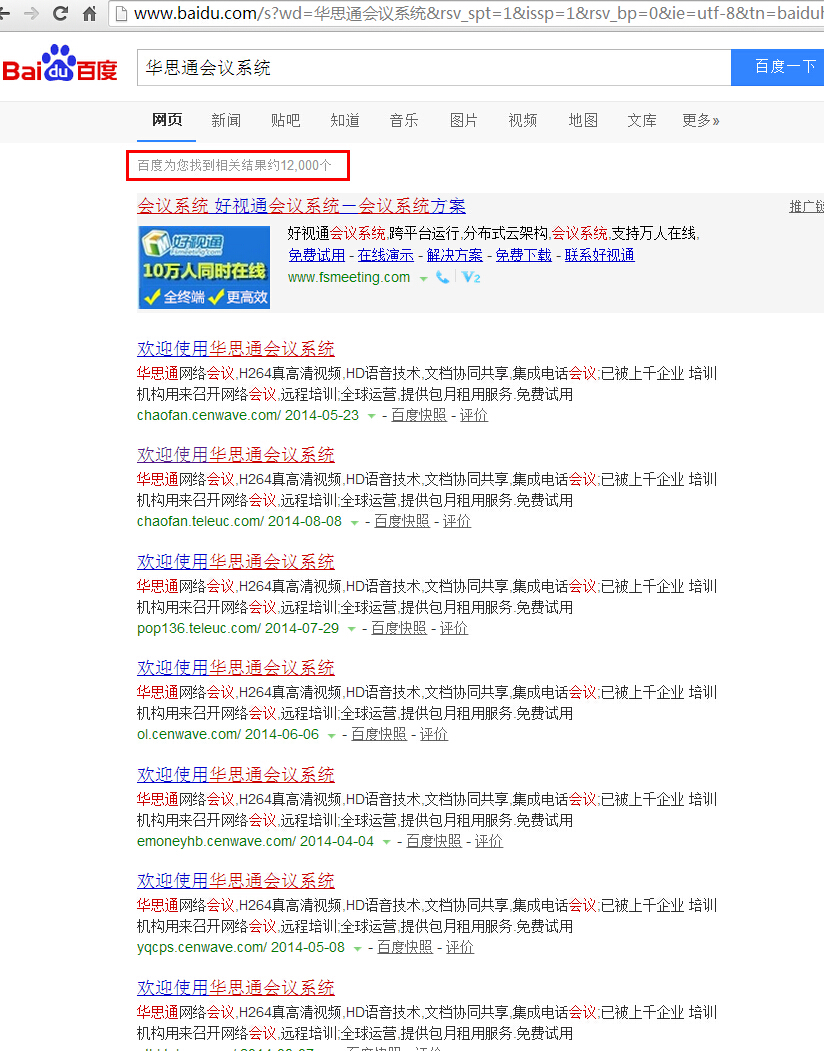 www.baidu.com/s?wd=华思通会议系统&rsv_spt=1&issp=1&rsv_bp=0&ie=utf-8&tn=baiduh
Bai du 百度
华思通会议系统
百度一下
网页 新闻 贴吧 知道 音乐 图片 视频 地图 文库 更多»
百度为您找到相关结果约12,000个
会议系统 好视通会议系统－会议系统方案
推广链
好视通
10万人同时在线
全终端 更高效
好视通会议系统,跨平台运行,分布式云架构,会议系统,支持万人在线,
免费试用 - 在线演示 - 解决方案 - 免费下载 - 联系好视通
www.fsmeeting.com V2
欢迎使用华思通会议系统
华思通网络会议,H264真高清视频,HD语音技术,文档协同共享,集成电话会议;已被上千企业 培训
机构用来召开网络会议,远程培训;全球运营,提供包月租用服务.免费试用
chaofan.cenwave.com/ 2014-05-23 - 百度快照 - 评价
欢迎使用华思通会议系统
华思通网络会议,H264真高清视频,HD语音技术,文档协同共享,集成电话会议;已被上千企业 培训
机构用来召开网络会议,远程培训;全球运营,提供包月租用服务.免费试用
chaofan.teleuc.com/ 2014-08-08 - 百度快照 - 评价
欢迎使用华思通会议系统
华思通网络会议,H264真高清视频,HD语音技术,文档协同共享,集成电话会议;已被上千企业 培训
机构用来召开网络会议,远程培训;全球运营,提供包月租用服务.免费试用
pop136.teleuc.com/ 2014-07-29 - 百度快照 - 评价
欢迎使用华思通会议系统
华思通网络会议,H264真高清视频,HD语音技术,文档协同共享,集成电话会议;已被上千企业 培训
机构用来召开网络会议,远程培训;全球运营,提供包月租用服务.免费试用
ol.cenwave.com/ 2014-06-06 - 百度快照 - 评价
欢迎使用华思通会议系统
华思通网络会议,H264真高清视频,HD语音技术,文档协同共享,集成电话会议;已被上千企业 培训
机构用来召开网络会议,远程培训;全球运营,提供包月租用服务.免费试用
emoneyhb.cenwave.com/ 2014-04-04 - 百度快照 - 评价
欢迎使用华思通会议系统
华思通网络会议,H264真高清视频,HD语音技术,文档协同共享,集成电话会议;已被上千企业 培训
机构用来召开网络会议,远程培训;全球运营,提供包月租用服务.免费试用
yqcps.cenwave.com/ 2014-05-08 - 百度快照 - 评价
欢迎使用华思通会议系统
华思通网络会议,H264真高清视频,HD语音技术,文档协同共享,集成电话会议;已被上千企业 培训
机构用来召开网络会议,远程培训;全球运营,提供包月租用服务.免费试用